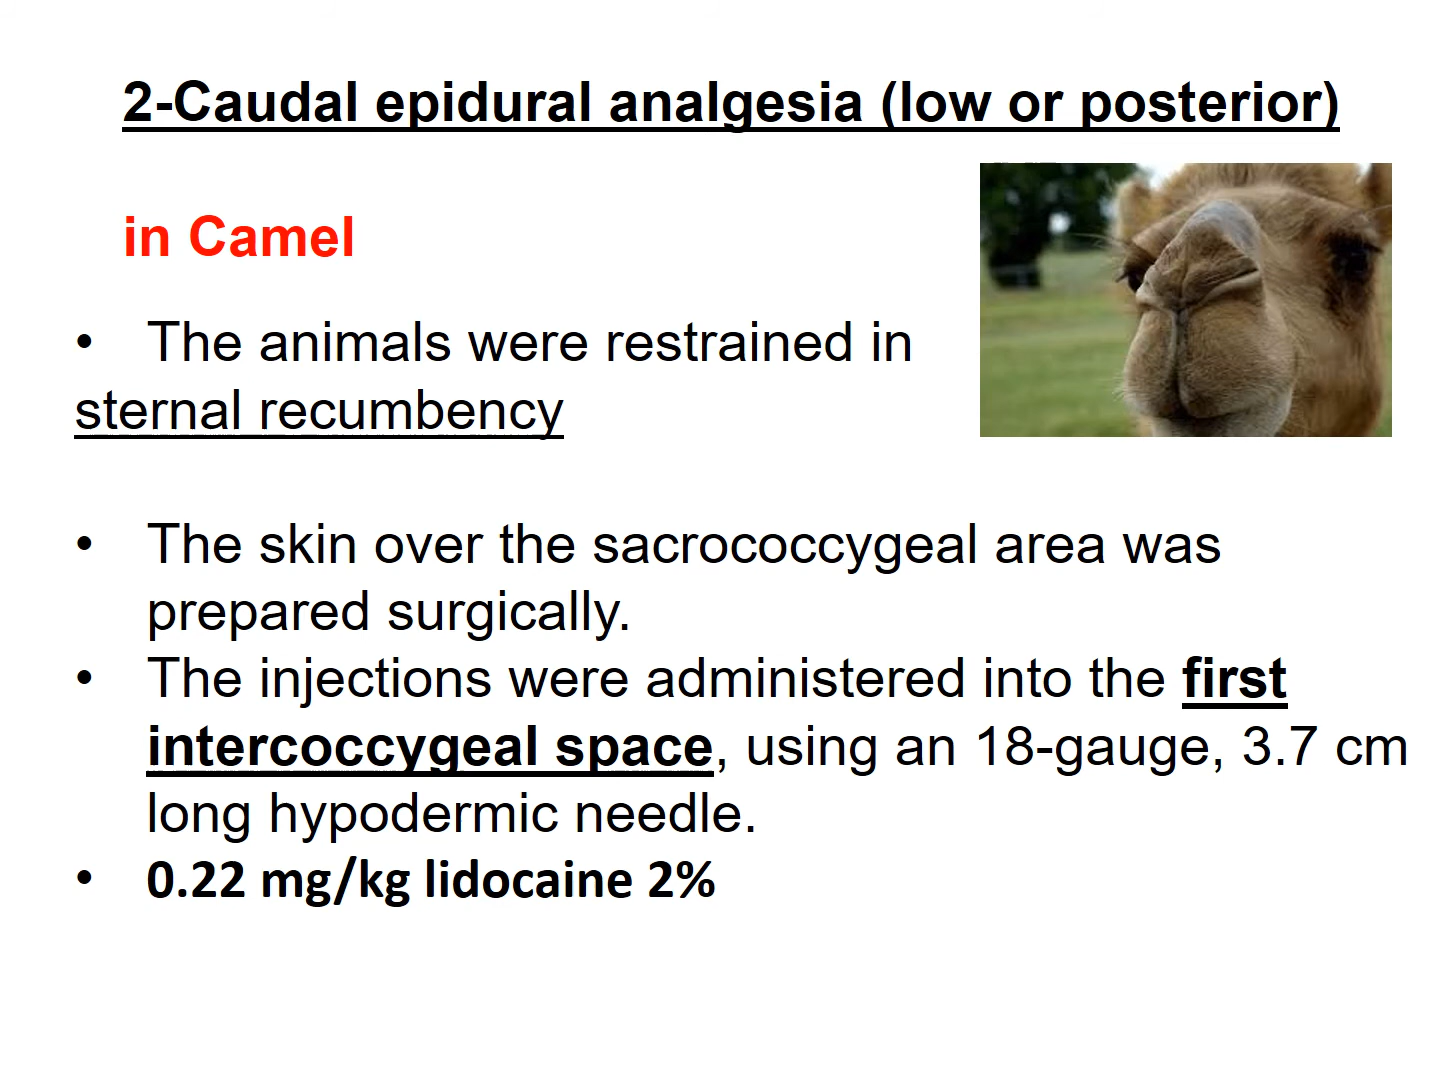 2-Caudal epidural analgesia (low or posterior)
in Camel
• The animals were restrained in
sternal recumbency
• The skin over the sacrococcygeal area was
prepared surgically.
• The injections were administered into the first
intercoccygeal space, using an 18-gauge, 3.7 cm
long hypodermic needle.
• 0.22 mg/kg lidocaine 2%